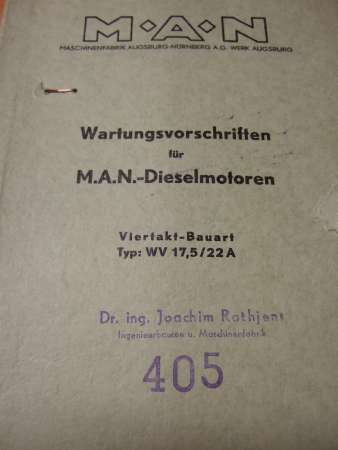 M·A·N
MASCHINENFABRIK AUGSBURG-NÜRNBERG A.G. WERK AUGSBURG
Wartungsvorschriften
für
M.A.N.-Dieselmotoren
Viertakt-Bauart
Typ: WV 17,5/22 A
Dr. ing. Joachim Rathjens
Ingenieurbüro u. Maschinenfabrik
405